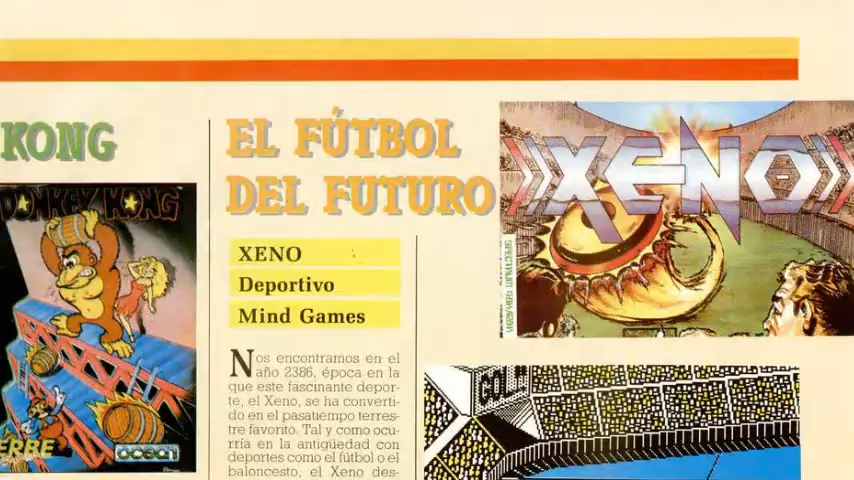 KONG
DONKEY KONG
ERBE
ocean
EL FÚTBOL
DEL FUTURO
XENO
Deportivo
Mind Games
Nos encontramos en el
año 2386, época en la
que este fascinante depor-
te, el Xeno, se ha converti-
do en el pasatiempo terres-
tre favorito. Tal y como ocu-
rría en la antigüedad con
deportes como el fútbol o el
baloncesto, el Xeno des-
XENO